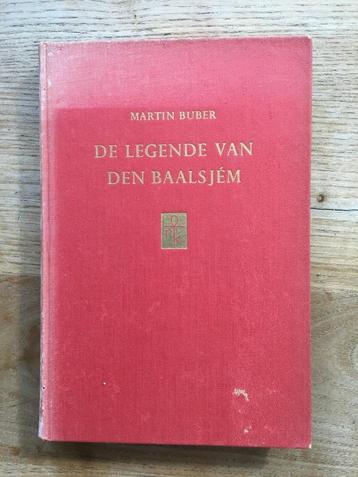 MARTIN BUBER
DE LEGENDE VAN
DEN BAALSJÉM